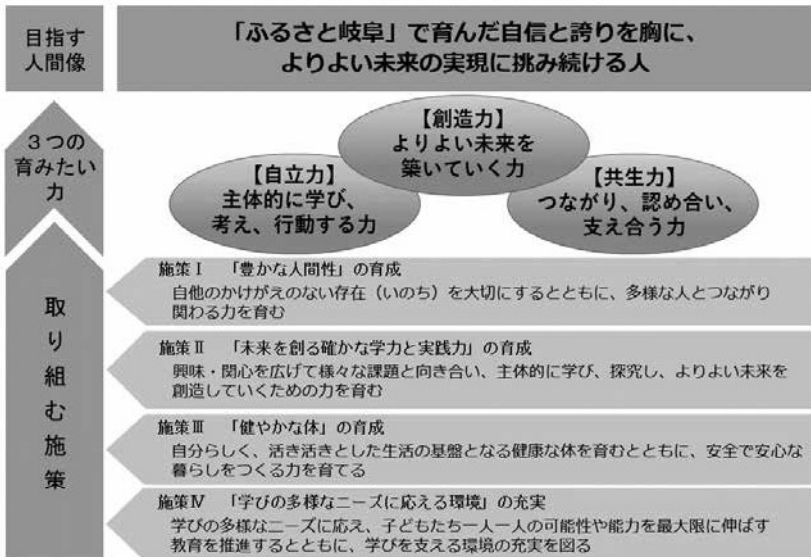 目指す
人間像
「ふるさと岐阜」で育んだ自信と誇りを胸に、
よりよい未来の実現に挑み続ける人
3つの
育みたい
力
【創造力】
よりよい未来を
築いていく力
【自立力】
主体的に学び、
考え、行動する力
【共生力】
つながり、認め合い、
支え合う力
取り組む施策
施策Ⅰ 「豊かな人間性」の育成
自他のかけがえのない存在（いのち）を大切にするとともに、多様な人とつながり
関わる力を育む
施策Ⅱ 「未来を創る確かな学力と実践力」の育成
興味・関心を広げて様々な課題と向き合い、主体的に学び、探究し、よりよい未来を
創造していくための力を育む
施策Ⅲ 「健やかな体」の育成
自分らしく、活き活きとした生活の基盤となる健康な体を育むとともに、安全で安心な
暮らしをつくる力を育てる
施策Ⅳ 「学びの多様なニーズに応える環境」の充実
学びの多様なニーズに応え、子どもたち一人一人の可能性や能力を最大限に伸ばす
教育を推進するとともに、学びを支える環境の充実を図る